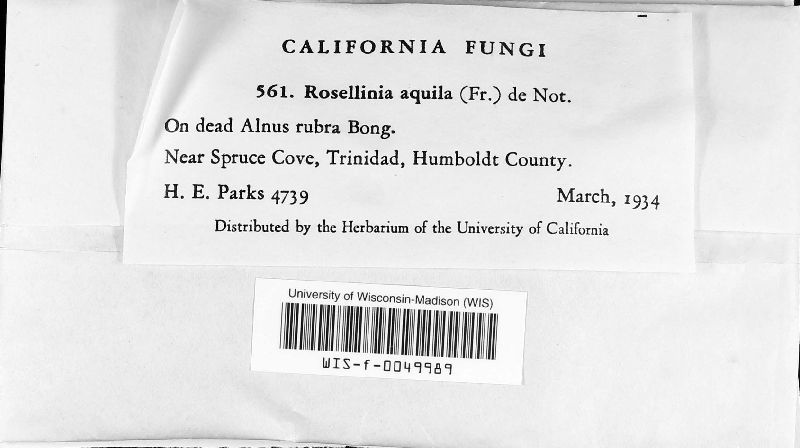 CALIFORNIA FUNGI
561. Rosellinia aquila (Fr.) de Not.
On dead Alnus rubra Bong.
Near Spruce Cove, Trinidad, Humboldt County.
H. E. Parks 4739 March, 1934
Distributed by the Herbarium of the University of California
University of Wisconsin-Madison (WIS)
WIS-f-0049989